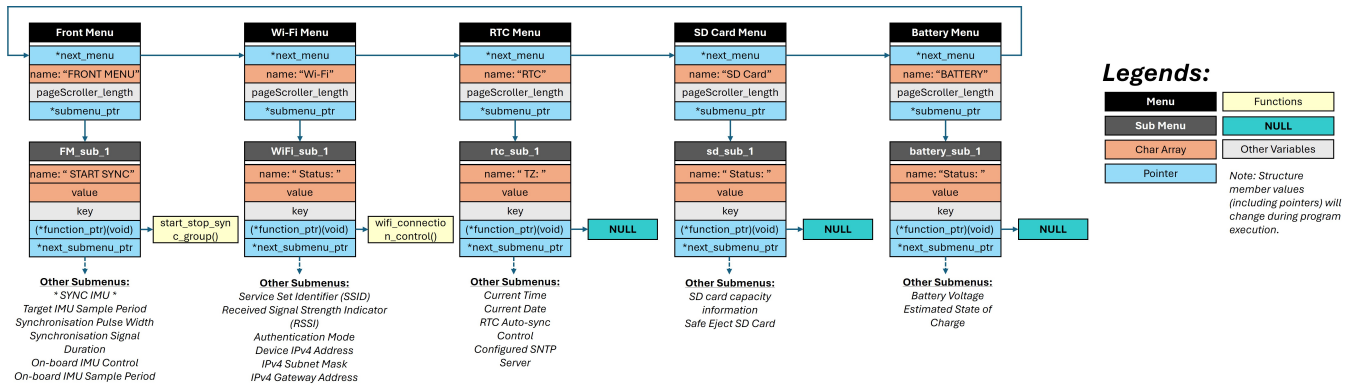 Front Menu
*next_menu
name: “FRONT MENU”
pageScroller_length
*submenu_ptr
FM_sub_1
name: “ START SYNC”
value
key
(*function_ptr)(void)
*next_submenu_ptr
start_stop_syn
c_group()
Other Submenus:
* SYNC IMU *
Target IMU Sample Period
Synchronisation Pulse Width
Synchronisation Signal
Duration
On-board IMU Control
On-board IMU Sample Period
Wi-Fi Menu
*next_menu
name: “Wi-Fi”
pageScroller_length
*submenu_ptr
WiFi_sub_1
name: “ Status: ”
value
key
(*function_ptr)(void)
*next_submenu_ptr
wifi_connectio
n_control()
Other Submenus:
Service Set Identifier (SSID)
Received Signal Strength Indicator
(RSSI)
Authentication Mode
Device IPv4 Address
IPv4 Subnet Mask
IPv4 Gateway Address
RTC Menu
*next_menu
name: “RTC”
pageScroller_length
*submenu_ptr
rtc_sub_1
name: “ TZ: ”
value
key
(*function_ptr)(void)
*next_submenu_ptr
NULL
Other Submenus:
Current Time
Current Date
RTC Auto-sync
Control
Configured SNTP
Server
SD Card Menu
*next_menu
name: “SD Card”
pageScroller_length
*submenu_ptr
sd_sub_1
name: “ Status: ”
value
key
(*function_ptr)(void)
*next_submenu_ptr
NULL
Other Submenus:
SD card capacity
information
Safe Eject SD Card
Battery Menu
*next_menu
name: “BATTERY”
pageScroller_length
*submenu_ptr
battery_sub_1
name: “Status: ”
value
key
(*function_ptr)(void)
*next_submenu_ptr
NULL
Other Submenus:
Battery Voltage
Estimated State of
Charge
Legends:
Menu
Functions
Sub Menu
NULL
Char Array
Other Variables
Pointer
Note: Structure
member values
(including pointers) will
change during program
execution.